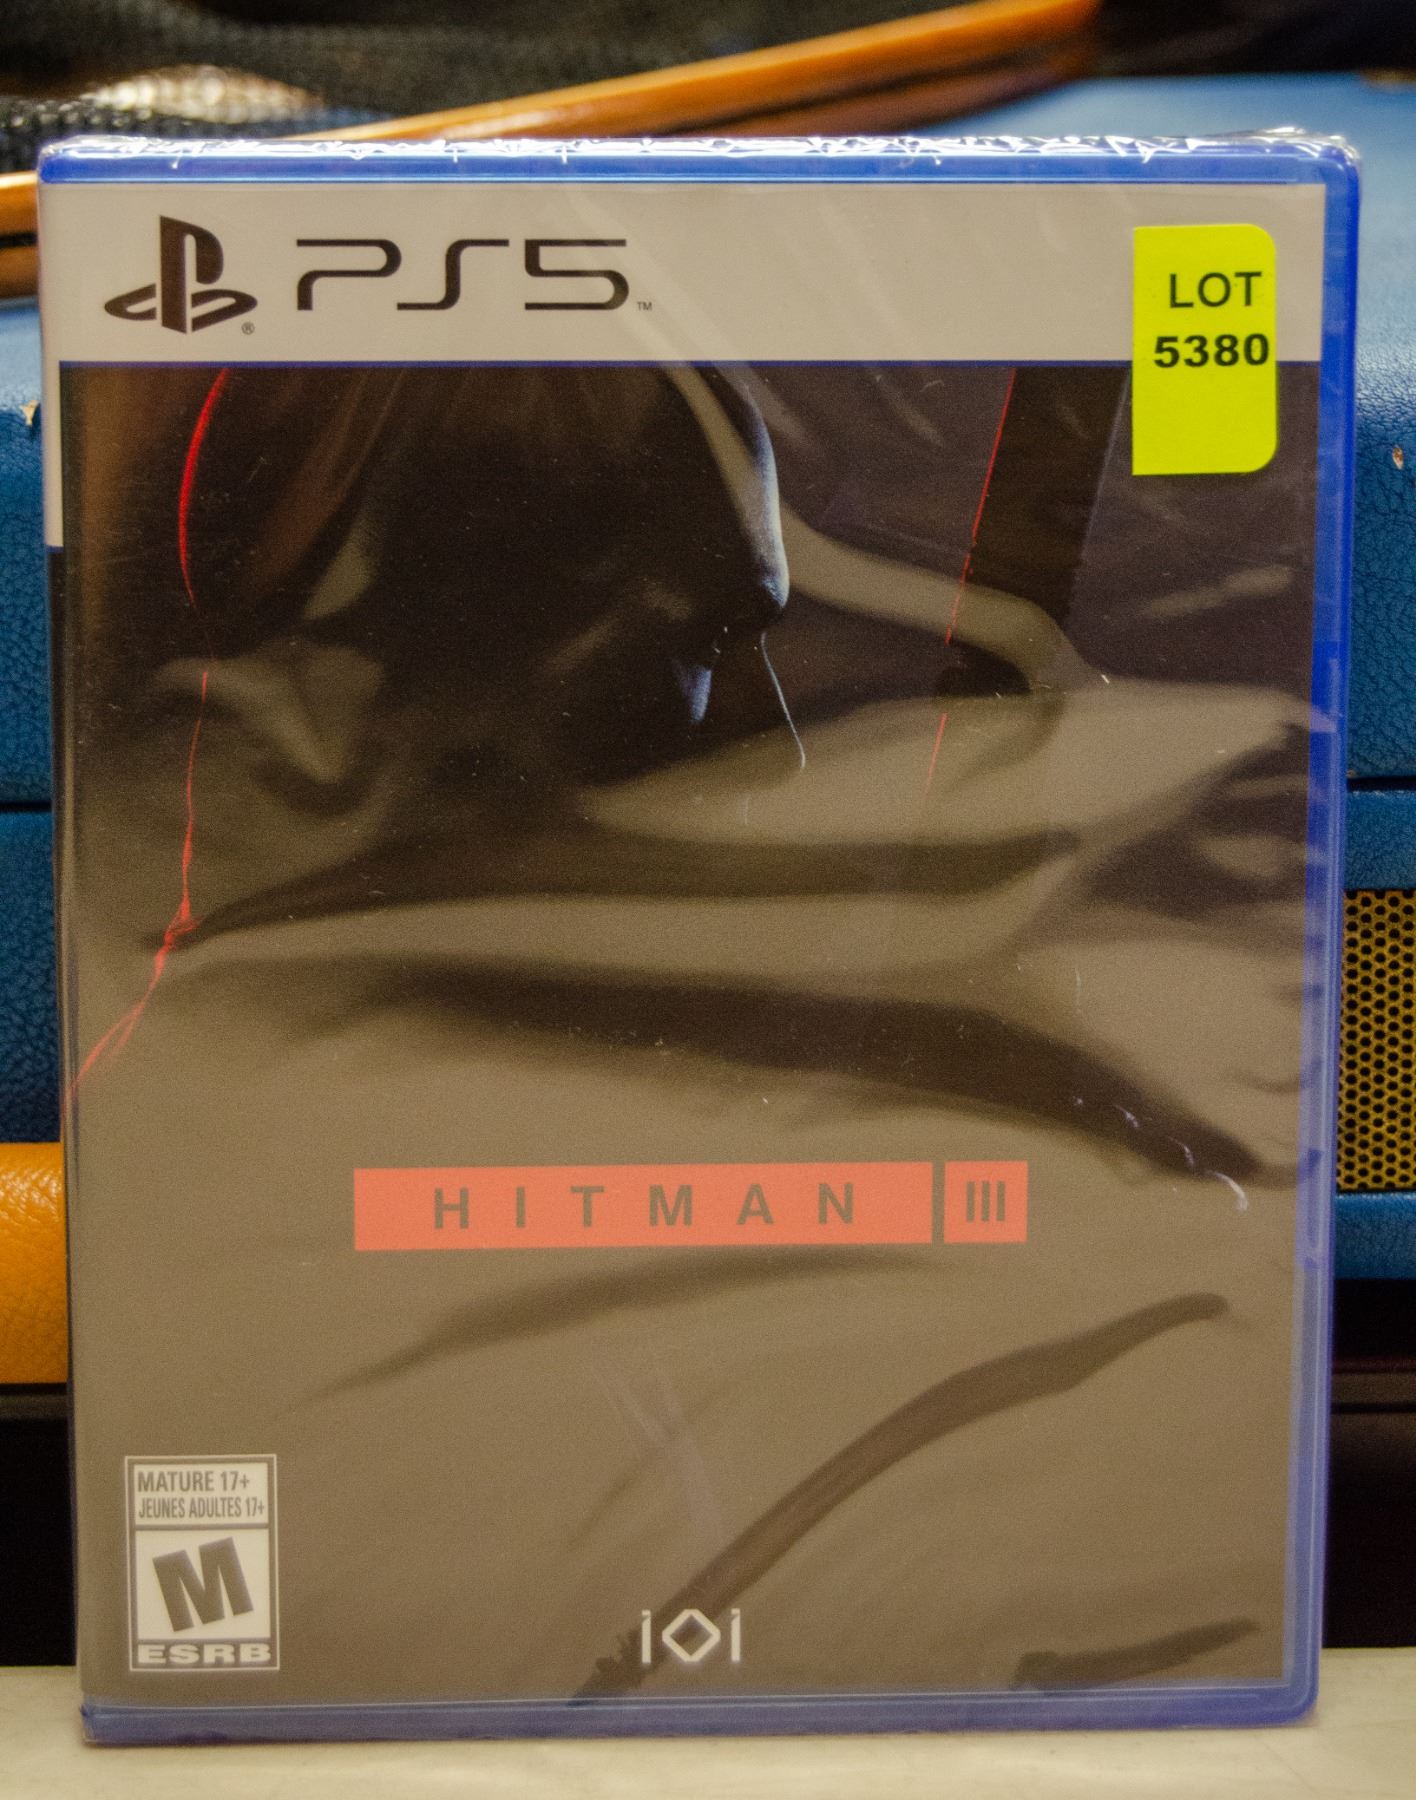 PS5
LOT
5380
HITMAN III
MATURE 17+
JEUNES ADULTES 17+
M
ESRB
IOI